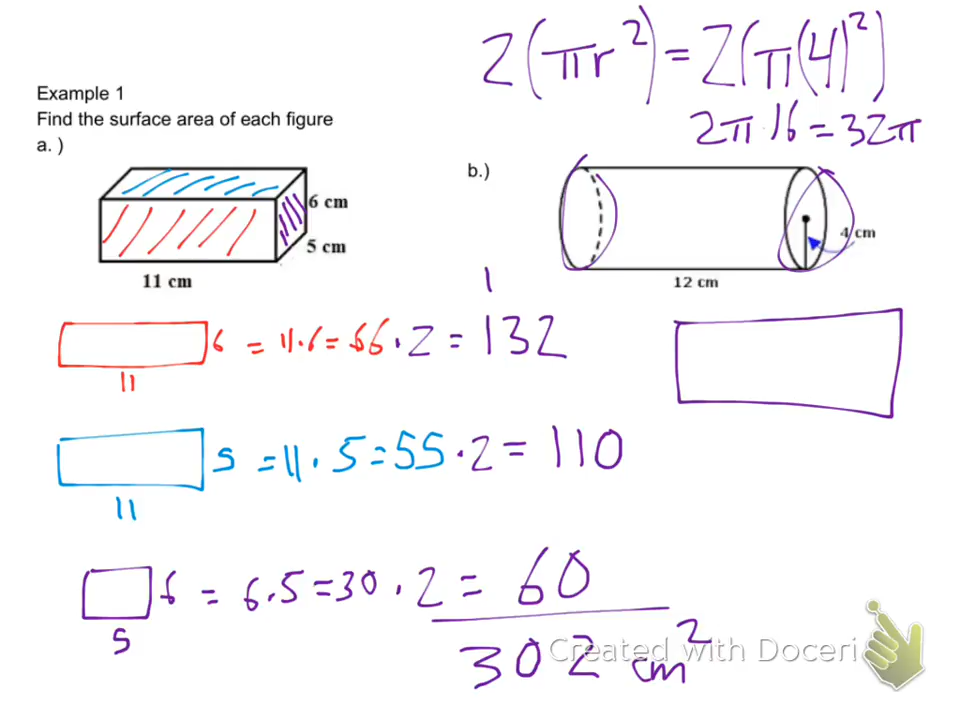 2(πr²) = 2(π(4)²)
2π·16 = 32π
Example 1
Find the surface area of each figure
a. )
b.)
6 cm
5 cm
11 cm
4 cm
12 cm
1
6 = 11·6 = 66 · 2 = 132
11
5 = 11 · 5 = 55 · 2 = 110
11
6 = 6·5 = 30 · 2 = 60
5
302 cm²
Created with Doceri